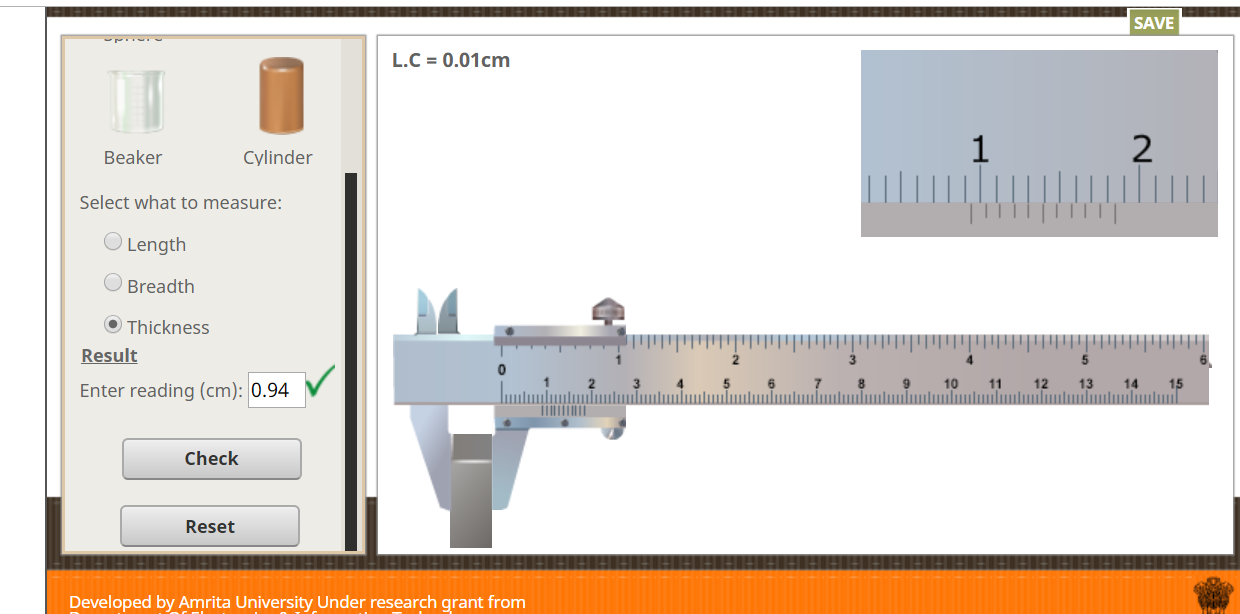 SAVE
Sphere
Beaker Cylinder
Select what to measure:
Length
Breadth
Thickness
Result
Enter reading (cm): 0.94
Check
Reset
L.C = 0.01cm
1 2
0 1 2 3 4 5 6
1 2 3 4 5 6 7 8 9 10 11 12 13 14 15
Developed by Amrita University Under research grant from